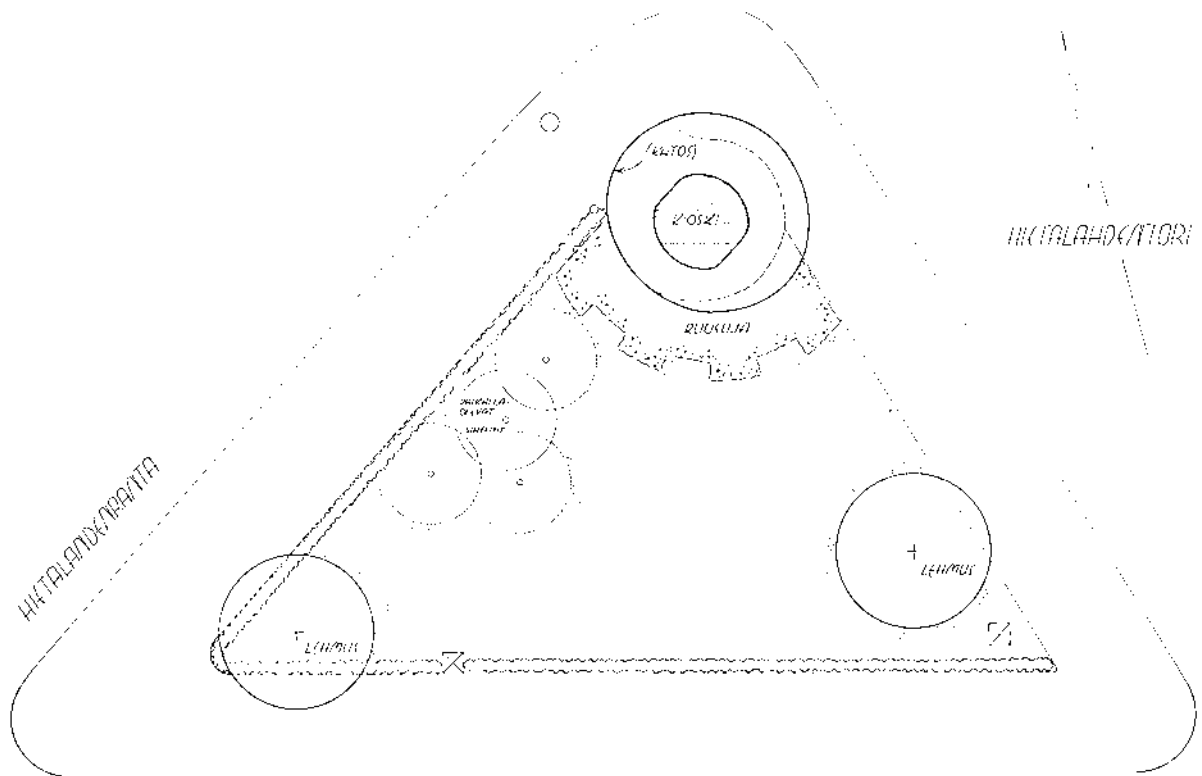 (KATOS)
KIOSKI
HIETALAHDENTORI
RUUSUJA
HIETALAHDENRANTA
LEHMUS
LEHMUS